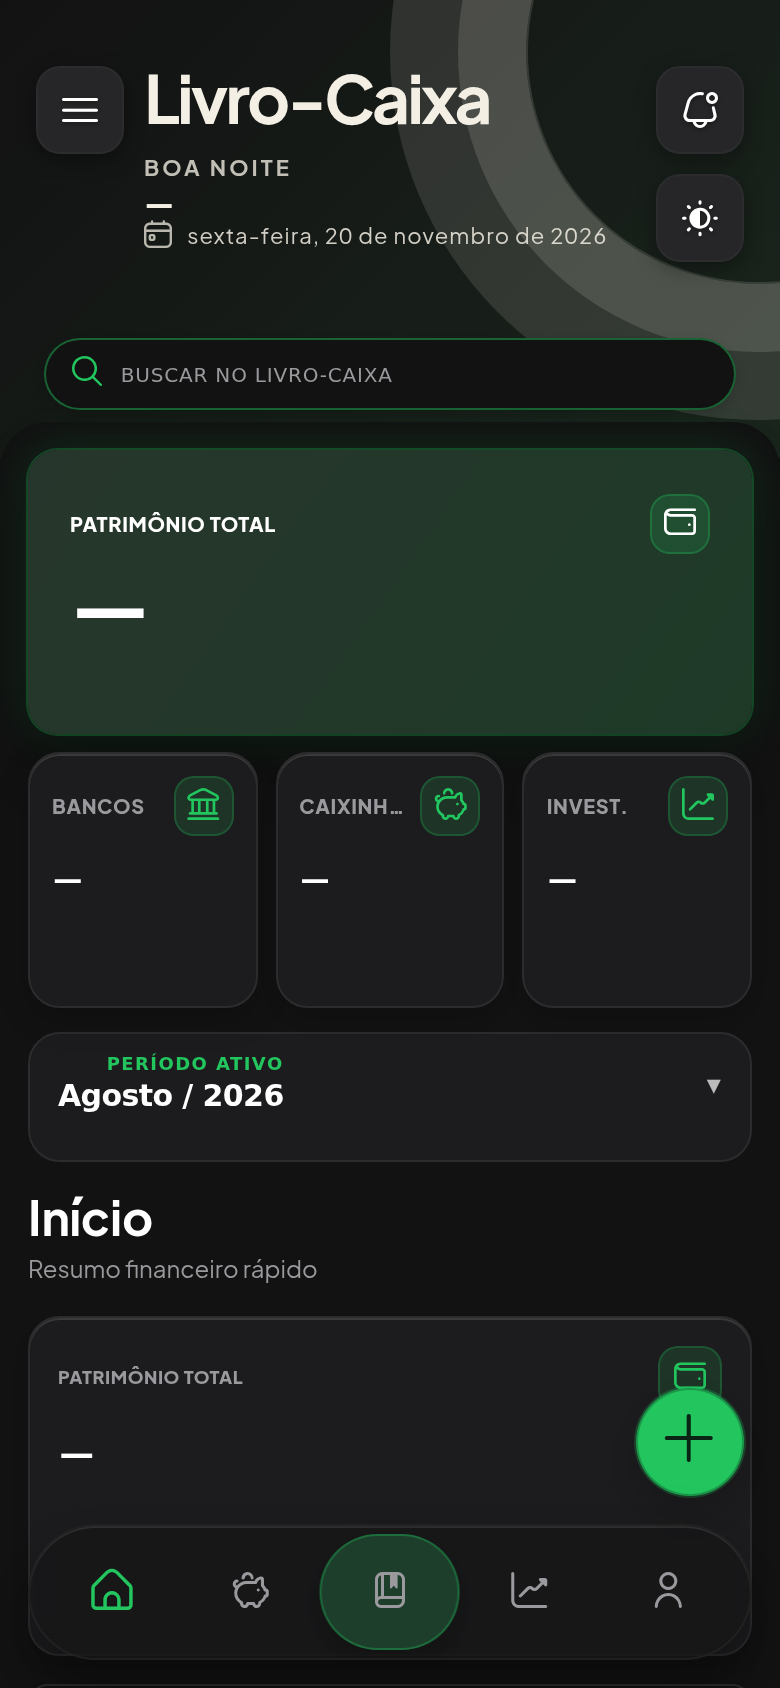 Livro-Caixa
BOA NOITE
—
sexta-feira, 20 de novembro de 2026
BUSCAR NO LIVRO-CAIXA
PATRIMÔNIO TOTAL
—
BANCOS
—
CAIXINH…
—
INVEST.
—
PERÍODO ATIVO
Agosto / 2026
▼
Início
Resumo financeiro rápido
PATRIMÔNIO TOTAL
—